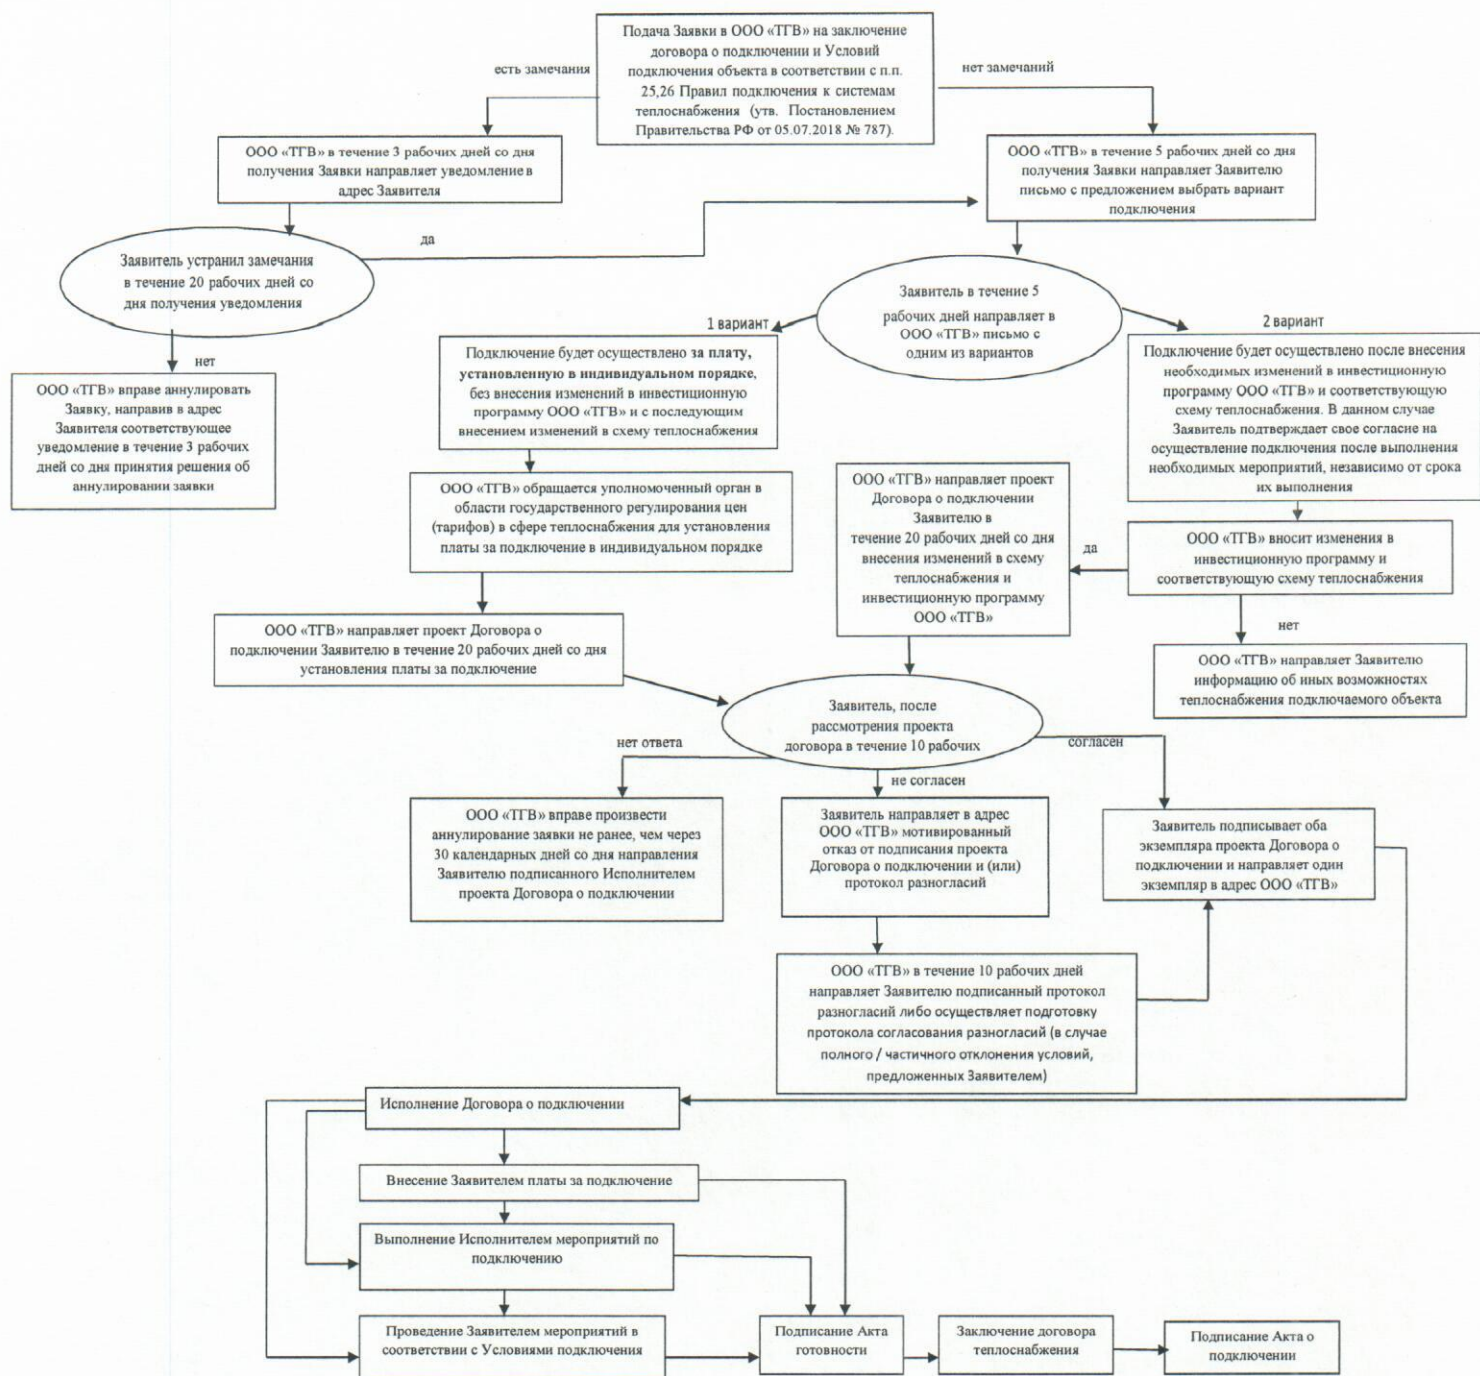 Подача Заявки в ООО «ТГВ» на заключение
договора о подключении и Условий
подключения объекта в соответствии с п.п.
25,26 Правил подключения к системам
теплоснабжения (утв. Постановлением
Правительства РФ от 05.07.2018 № 787).
есть замечания
нет замечаний
ООО «ТГВ» в течение 3 рабочих дней со дня
получения Заявки направляет уведомление в
адрес Заявителя
ООО «ТГВ» в течение 5 рабочих дней со дня
получения Заявки направляет Заявителю
письмо с предложением выбрать вариант
подключения
да
Заявитель устранил замечания
в течение 20 рабочих дней со
дня получения уведомления
Заявитель в течение 5
рабочих дней направляет в
ООО «ТГВ» письмо с
одним из вариантов
1 вариант
2 вариант
нет
ООО «ТГВ» вправе аннулировать
Заявку, направив в адрес
Заявителя соответствующее
уведомление в течение 3 рабочих
дней со дня принятия решения об
аннулировании заявки
Подключение будет осуществлено за плату,
установленную в индивидуальном порядке,
без внесения изменений в инвестиционную
программу ООО «ТГВ» и с последующим
внесением изменений в схему теплоснабжения
Подключение будет осуществлено после внесения
необходимых изменений в инвестиционную
программу ООО «ТГВ» и соответствующую
схему теплоснабжения. В данном случае
Заявитель подтверждает свое согласие на
осуществление подключения после выполнения
необходимых мероприятий, независимо от срока
их выполнения
ООО «ТГВ» обращается уполномоченный орган в
области государственного регулирования цен
(тарифов) в сфере теплоснабжения для установления
платы за подключение в индивидуальном порядке
ООО «ТГВ» направляет проект
Договора о подключении
Заявителю в
течение 20 рабочих дней со дня
внесения изменений в схему
теплоснабжения и
инвестиционную программу
ООО «ТГВ»
да
ООО «ТГВ» вносит изменения в
инвестиционную программу и
соответствующую схему теплоснабжения
нет
ООО «ТГВ» направляет проект Договора о
подключении Заявителю в течение 20 рабочих дней со дня
установления платы за подключение
ООО «ТГВ» направляет Заявителю
информацию об иных возможностях
теплоснабжения подключаемого объекта
Заявитель, после
рассмотрения проекта
договора в течение 10 рабочих
нет ответа
не согласен
согласен
ООО «ТГВ» вправе произвести
аннулирование заявки не ранее, чем через
30 календарных дней со дня направления
Заявителю подписанного Исполнителем
проекта Договора о подключении
Заявитель направляет в адрес
ООО «ТГВ» мотивированный
отказ от подписания проекта
Договора о подключении и (или)
протокол разногласий
Заявитель подписывает оба
экземпляра проекта Договора о
подключении и направляет один
экземпляр в адрес ООО «ТГВ»
ООО «ТГВ» в течение 10 рабочих дней
направляет Заявителю подписанный протокол
разногласий либо осуществляет подготовку
протокола согласования разногласий (в случае
полного / частичного отклонения условий,
предложенных Заявителем)
Исполнение Договора о подключении
Внесение Заявителем платы за подключение
Выполнение Исполнителем мероприятий по
подключению
Проведение Заявителем мероприятий в
соответствии с Условиями подключения
Подписание Акта
готовности
Заключение договора
теплоснабжения
Подписание Акта о
подключении